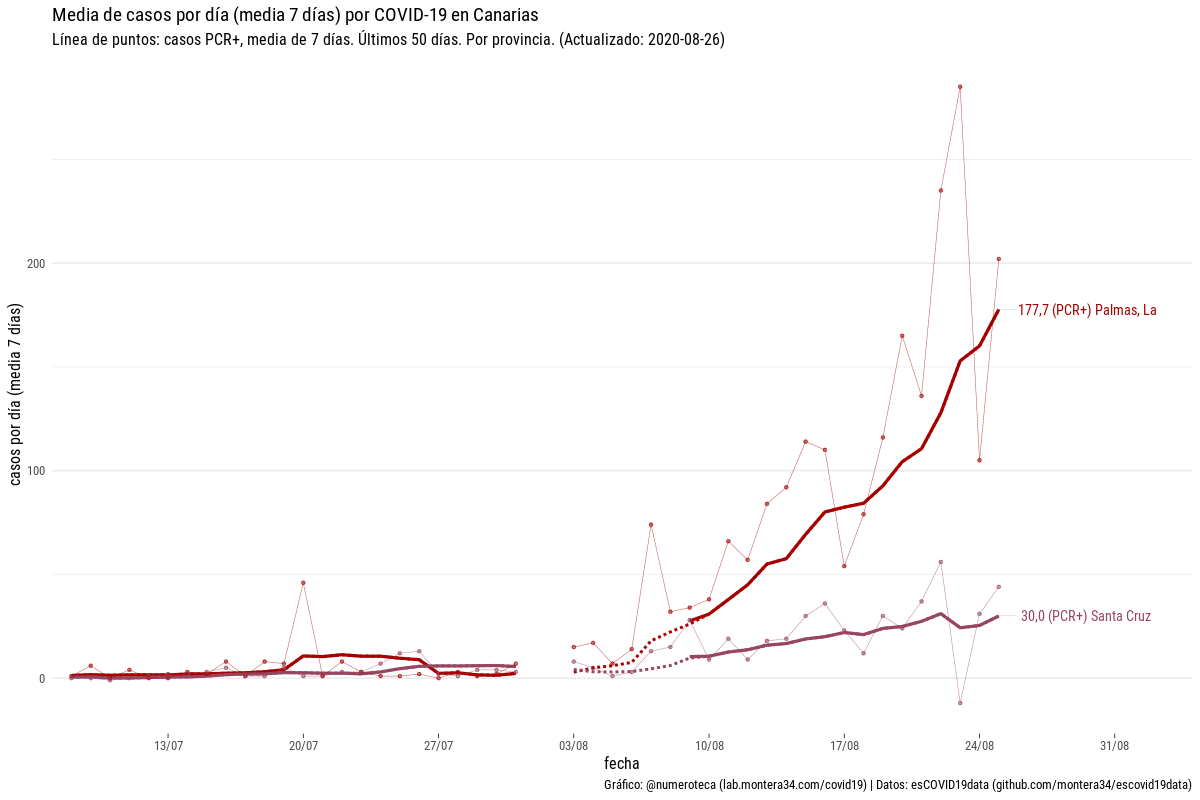 Media de casos por día (media 7 días) por COVID-19 en Canarias
Línea de puntos: casos PCR+, media de 7 días. Últimos 50 días. Por provincia. (Actualizado: 2020-08-26)
casos por día (media 7 días)
200
100
0
177,7 (PCR+) Palmas, La
30,0 (PCR+) Santa Cruz
13/07
20/07
27/07
03/08
10/08
17/08
24/08
31/08
fecha
Gráfico: @numeroteca (lab.montera34.com/covid19) | Datos: esCOVID19data (github.com/montera34/escovid19data)